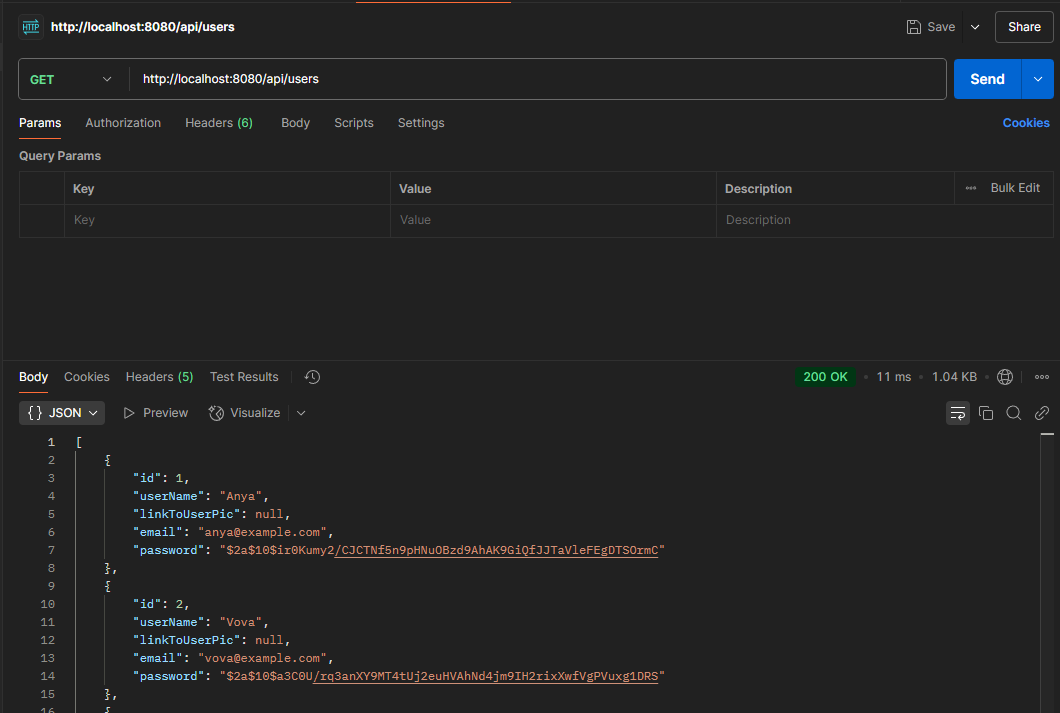 HTTP http://localhost:8080/api/users Save Share
GET http://localhost:8080/api/users Send
Params Authorization Headers (6) Body Scripts Settings Cookies
Query Params
Key Value Description ••• Bulk Edit
Key Value Description
Body Cookies Headers (5) Test Results 200 OK • 11 ms • 1.04 KB • •••
{} JSON Preview Visualize
1 [
2 {
3 "id": 1,
4 "userName": "Anya",
5 "linkToUserPic": null,
6 "email": "anya@example.com",
7 "password": "$2a$10$ir0Kumy2/CJCTNf5n9pHNuOBzd9AhAK9GiQfJJTaVleFEgDTSOrmC"
8 },
9 {
10 "id": 2,
11 "userName": "Vova",
12 "linkToUserPic": null,
13 "email": "vova@example.com",
14 "password": "$2a$10$a3C0U/rq3anXY9MT4tUj2euHVAhNd4jm9IH2rixXwfVgPVuxg1DRS"
15 },
16 {